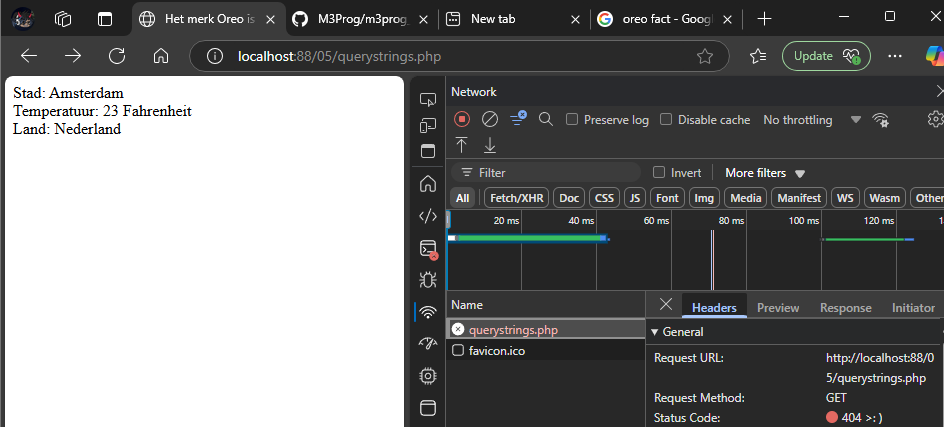 Het merk Oreo is
M3Prog/m3prog_
New tab
oreo fact - Googl
localhost:88/05/querystrings.php
Update
Stad: Amsterdam
Temperatuur: 23 Fahrenheit
Land: Nederland
Network
Preserve log
Disable cache
No throttling
Filter
Invert
More filters
All
Fetch/XHR
Doc
CSS
JS
Font
Img
Media
Manifest
WS
Wasm
Other
20 ms
40 ms
60 ms
80 ms
100 ms
120 ms
Name
Headers
Preview
Response
Initiator
querystrings.php
favicon.ico
General
Request URL:
http://localhost:88/0
5/querystrings.php
Request Method:
GET
Status Code:
404 >: )